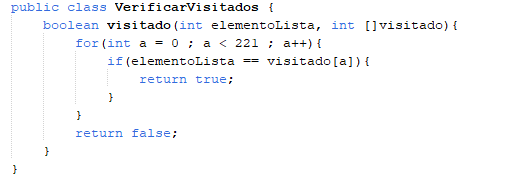 public class VerificarVisitados {
    boolean visitado(int elementoLista, int []visitado){
        for(int a = 0 ; a < 221 ; a++){
            if(elementoLista == visitado[a]){
                return true;
            }
        }
        return false;
    }
}